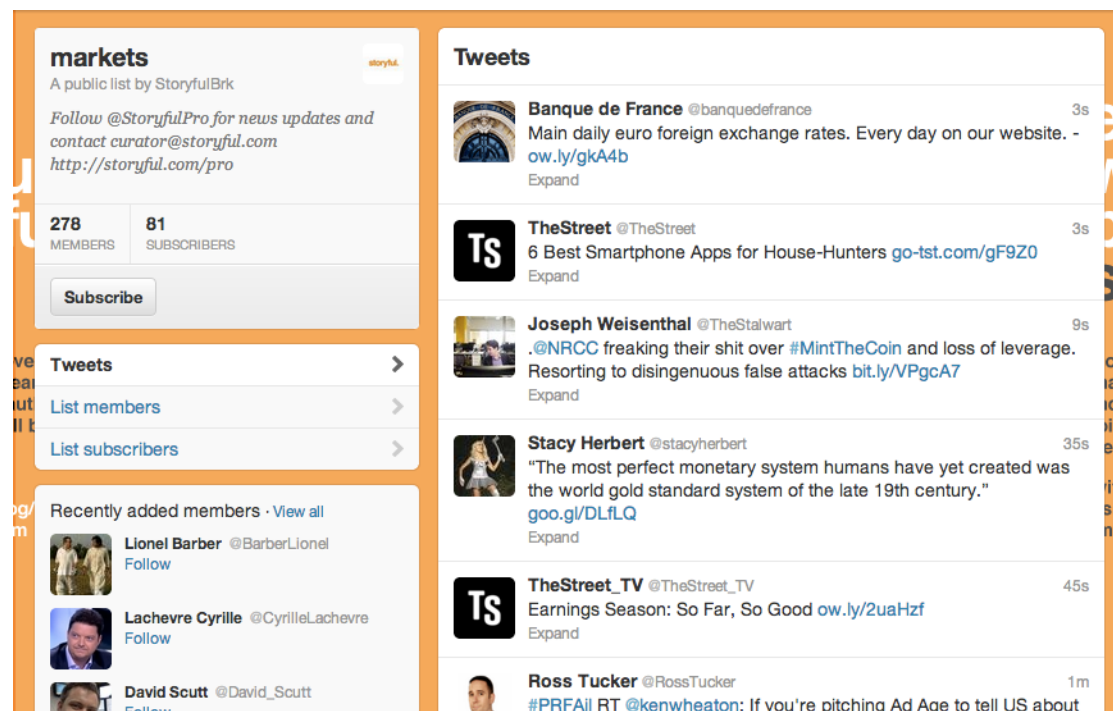 markets
A public list by StoryfulBrk
storyful.
Follow @StoryfulPro for news updates and
contact curator@storyful.com
http://storyful.com/pro
278
MEMBERS
81
SUBSCRIBERS
Subscribe
Tweets
List members
List subscribers
Recently added members · View all
Lionel Barber @BarberLionel
Follow
Lachevre Cyrille @CyrilleLachevre
Follow
David Scutt @David_Scutt
Follow
Tweets
Banque de France @banquedefrance 3s
Main daily euro foreign exchange rates. Every day on our website. -
ow.ly/gkA4b
Expand
TheStreet @TheStreet 3s
6 Best Smartphone Apps for House-Hunters go-tst.com/gF9Z0
Expand
Joseph Weisenthal @TheStalwart 9s
.@NRCC freaking their shit over #MintTheCoin and loss of leverage.
Resorting to disingenuous false attacks bit.ly/VPgcA7
Expand
Stacy Herbert @stacyherbert 35s
“The most perfect monetary system humans have yet created was
the world gold standard system of the late 19th century.”
goo.gl/DLfLQ
Expand
TheStreet_TV @TheStreet_TV 45s
Earnings Season: So Far, So Good ow.ly/2uaHzf
Expand
Ross Tucker @RossTucker 1m
#PRFAil RT @kenwheaton: If you're pitching Ad Age to tell US about